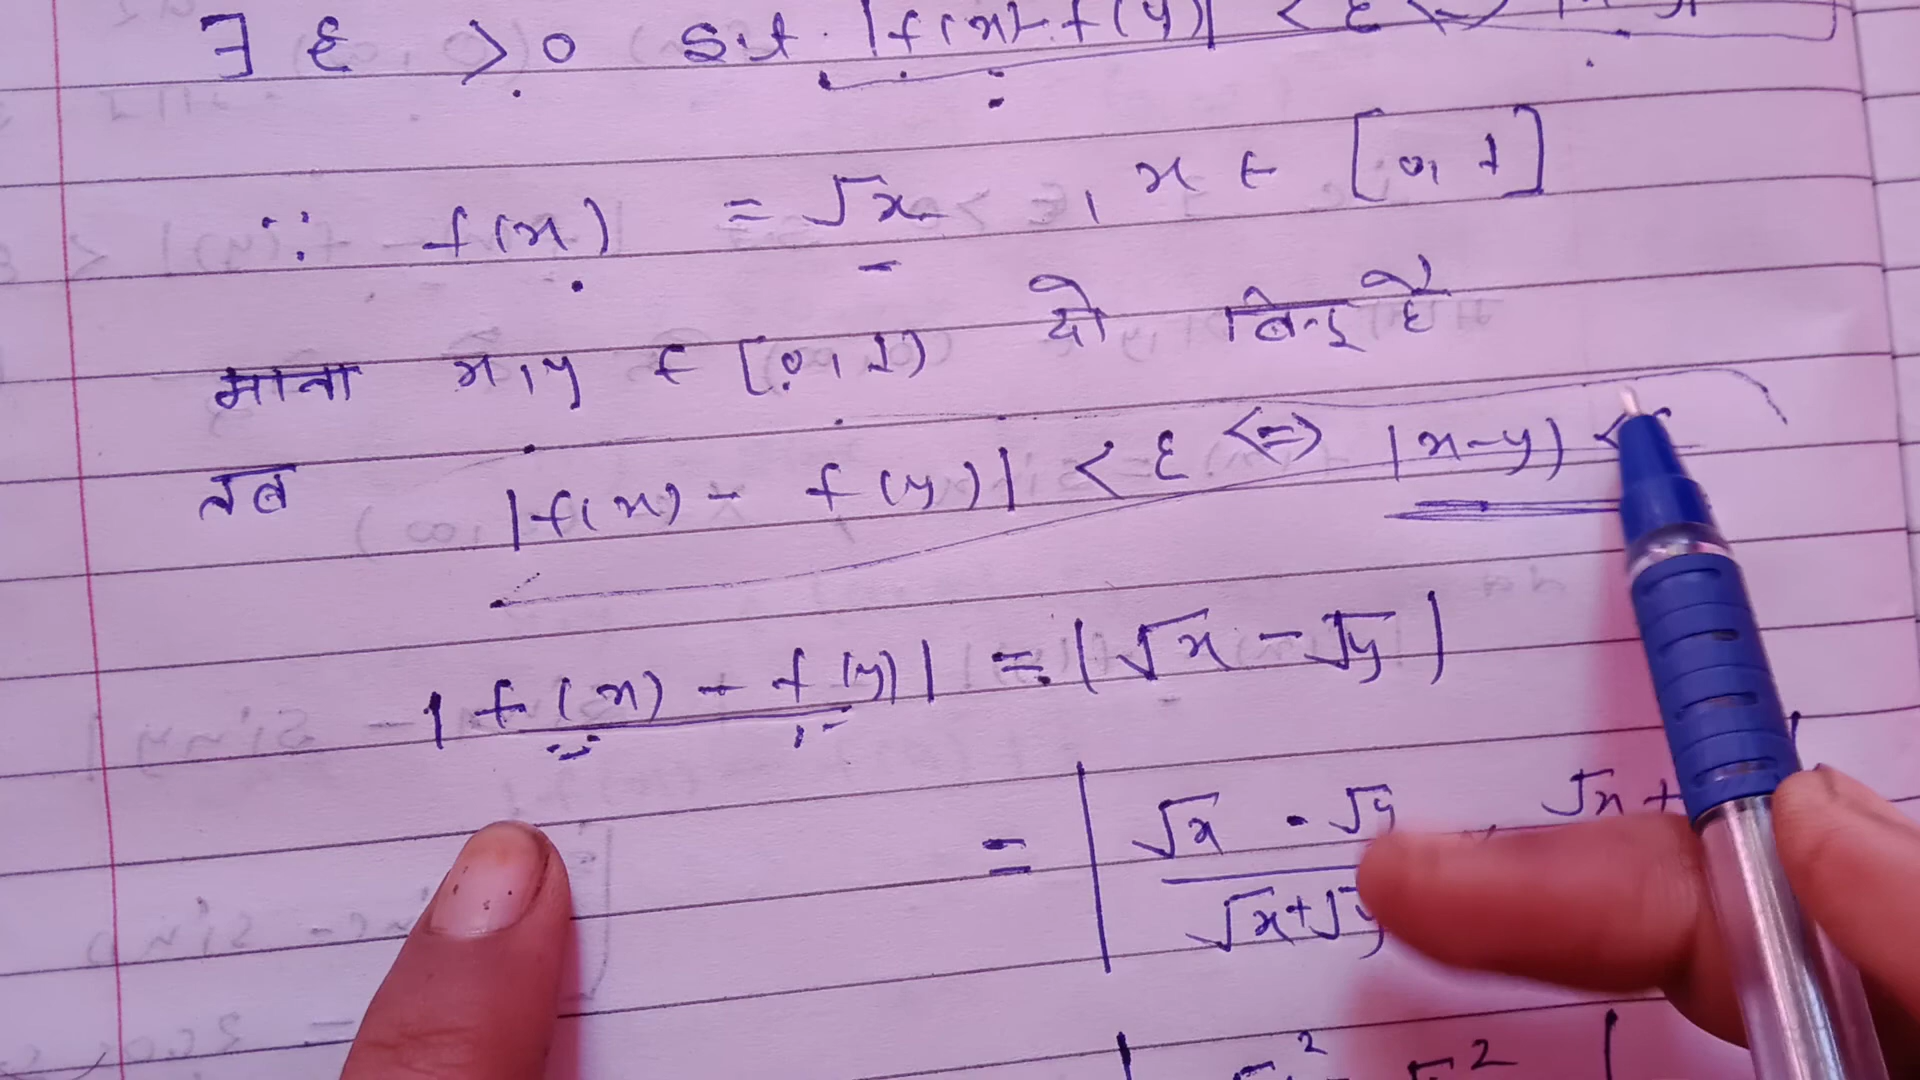 ∃ ε > 0 s.t. |f(x) - f(y)| < ε <=>
∵ f(x) = √x , x ∈ [0, 1]
माना x, y ∈ [0, 1] दो बिन्दु है
तब |f(x) - f(y)| < ε <=> |x-y| <
|f(x) - f(y)| = |√x - √y|
= | √x - √y × √x +
√x+√y